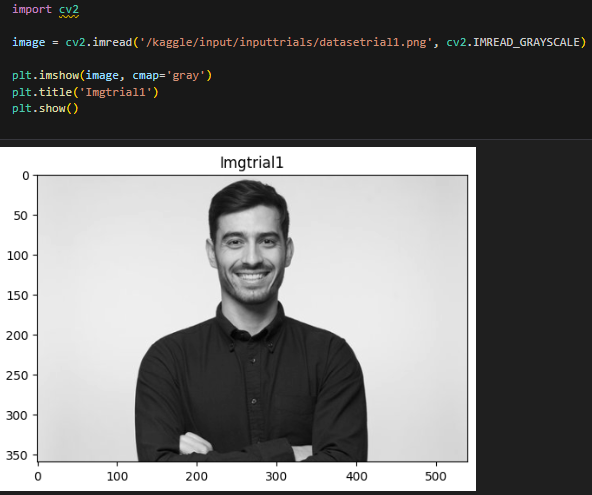 import cv2
image = cv2.imread('/kaggle/input/inputtrials/datasetrial1.png', cv2.IMREAD_GRAYSCALE)
plt.imshow(image, cmap='gray')
plt.title('Imgtrial1')
plt.show()
Imgtrial1
0
50
100
150
200
250
300
350
0 100 200 300 400 500